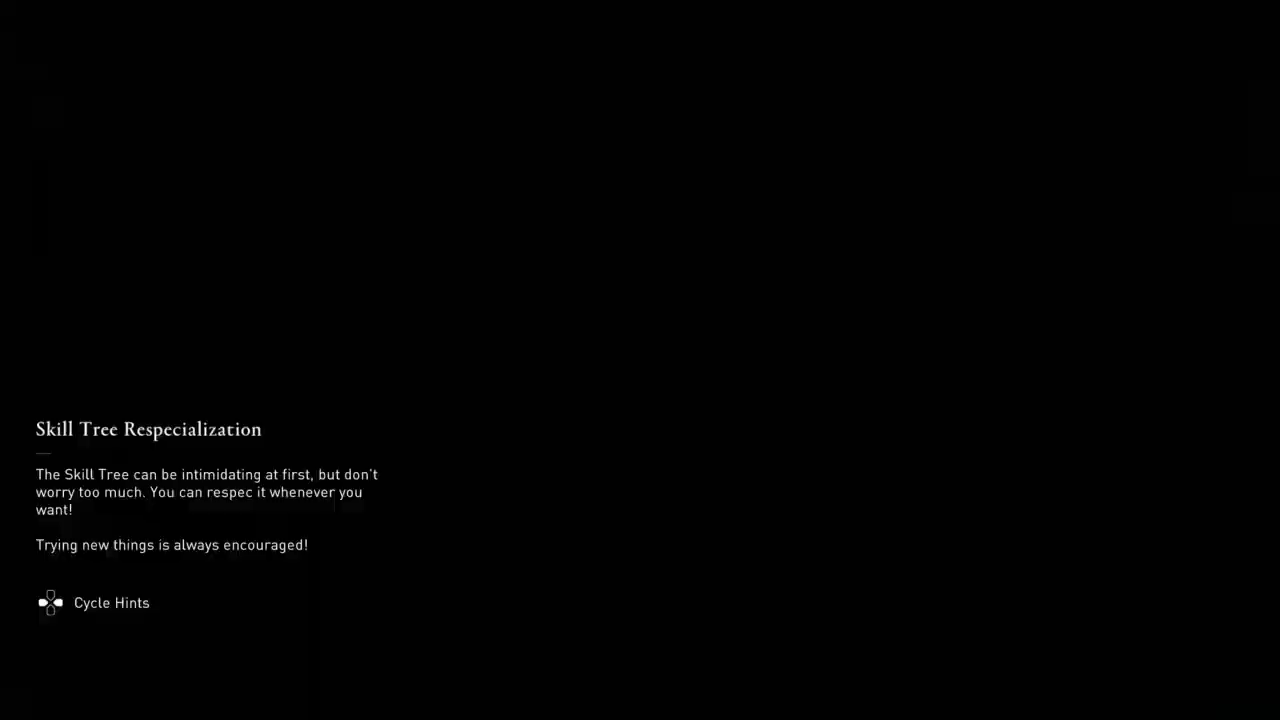 Skill Tree Respecialization
The Skill Tree can be intimidating at first, but don't
worry too much. You can respec it whenever you
want!
Trying new things is always encouraged!
Cycle Hints